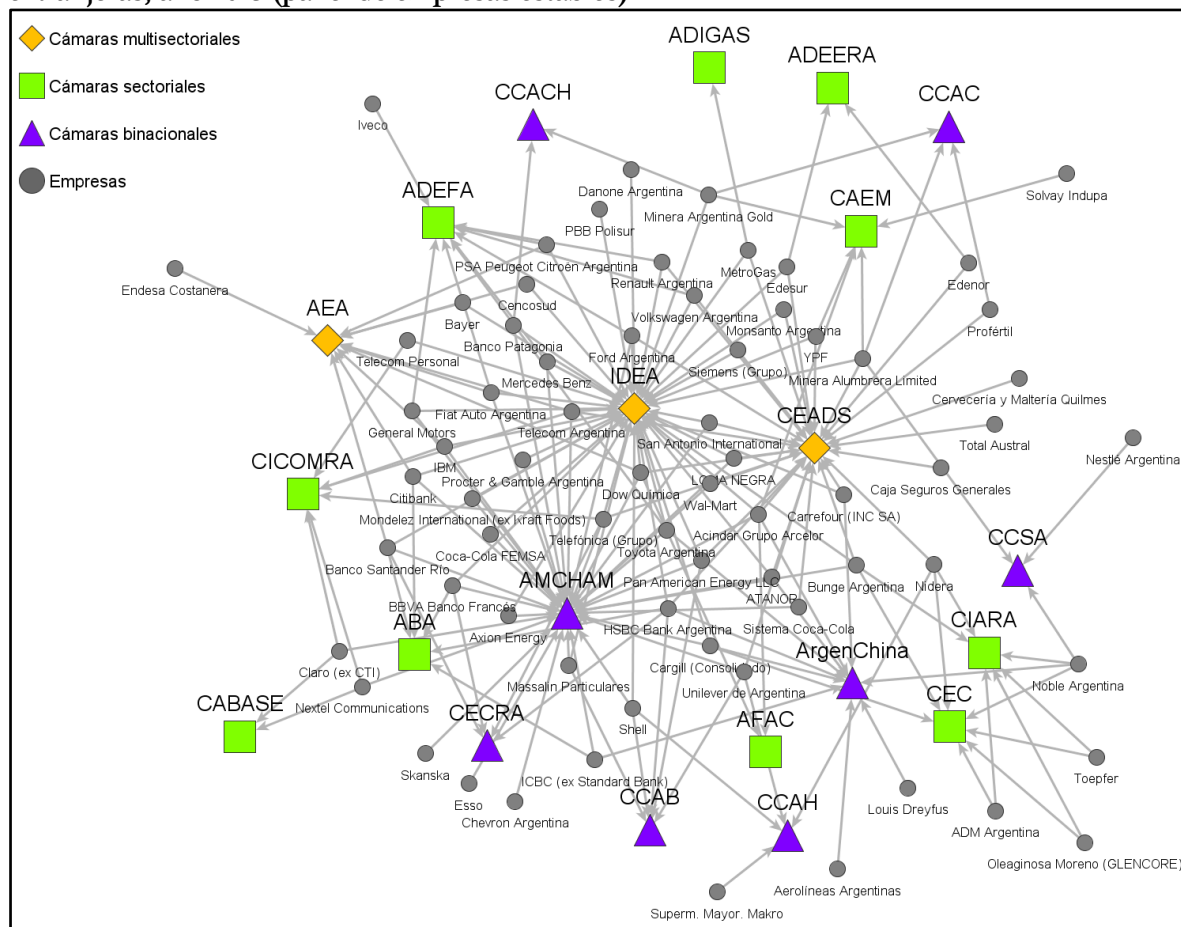 Cámaras multisectoriales
Cámaras sectoriales
Cámaras binacionales
Empresas
ADIGAS
ADEERA
CCACH
CCAC
Iveco
Danone Argentina
Minera Argentina Gold
Solvay Indupa
ADEFA
CAEM
PBB Polisur
PSA Peugeot Citroën Argentina
MetroGas
Renault Argentina
Edesur
Edenor
Endesa Costanera
Cencosud
AEA
Bayer
Volkswagen Argentina
Monsanto Argentina
Profértil
Banco Patagonia
Telecom Personal
Ford Argentina
Siemens (Grupo)
YPF
Mercedes Benz
IDEA
Minera Alumbrera Limited
Cervecería y Maltería Quilmes
Fiat Auto Argentina
CEADS
General Motors
Telecom Argentina
San Antonio International
Total Austral
IBM
Nestlé Argentina
CICOMRA
Procter & Gamble Argentina
LOMA NEGRA
Citibank
Dow Química
Caja Seguros Generales
Wal-Mart
Mondelez International (ex Kraft Foods)
Carrefour (INC SA)
Acindar Grupo Arcelor
Telefónica (Grupo)
CCSA
Coca-Cola FEMSA
Toyota Argentina
Banco Santander Río
AMCHAM
Pan American Energy LLC
Bunge Argentina
Nidera
ATANOR
BBVA Banco Francés
ABA
HSBC Bank Argentina
Sistema Coca-Cola
CIARA
Axion Energy
ArgenChina
Claro (ex CTI)
Massalin Particulares
Cargill (Consolidado)
Noble Argentina
Unilever de Argentina
CABASE
Nextel Communications
CECRA
CEC
AFAC
Shell
Skanska
ICBC (ex Standard Bank)
Toepfer
Esso
CCAB
CCAH
Louis Dreyfus
Chevron Argentina
ADM Argentina
Oleaginosa Moreno (GLENCORE)
Aerolíneas Argentinas
Superm. Mayor. Makro